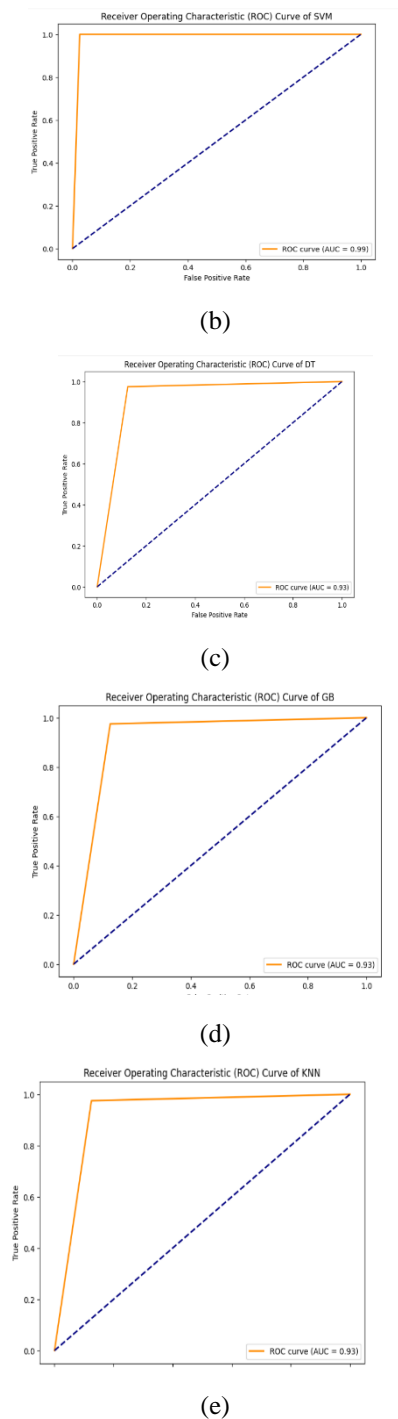 Receiver Operating Characteristic (ROC) Curve of SVM
1.0
0.8
0.6
0.4
0.2
0.0
True Positive Rate
ROC curve (AUC = 0.99)
0.0 0.2 0.4 0.6 0.8 1.0
False Positive Rate
(b)
Receiver Operating Characteristic (ROC) Curve of DT
1.0
0.8
0.6
0.4
0.2
0.0
True Positive Rate
ROC curve (AUC = 0.93)
0.0 0.2 0.4 0.6 0.8 1.0
False Positive Rate
(c)
Receiver Operating Characteristic (ROC) Curve of GB
1.0
0.8
0.6
0.4
0.2
0.0
True Positive Rate
ROC curve (AUC = 0.93)
0.0 0.2 0.4 0.6 0.8 1.0
(d)
Receiver Operating Characteristic (ROC) Curve of KNN
1.0
0.8
0.6
0.4
0.2
0.0
True Positive Rate
ROC curve (AUC = 0.93)
(e)